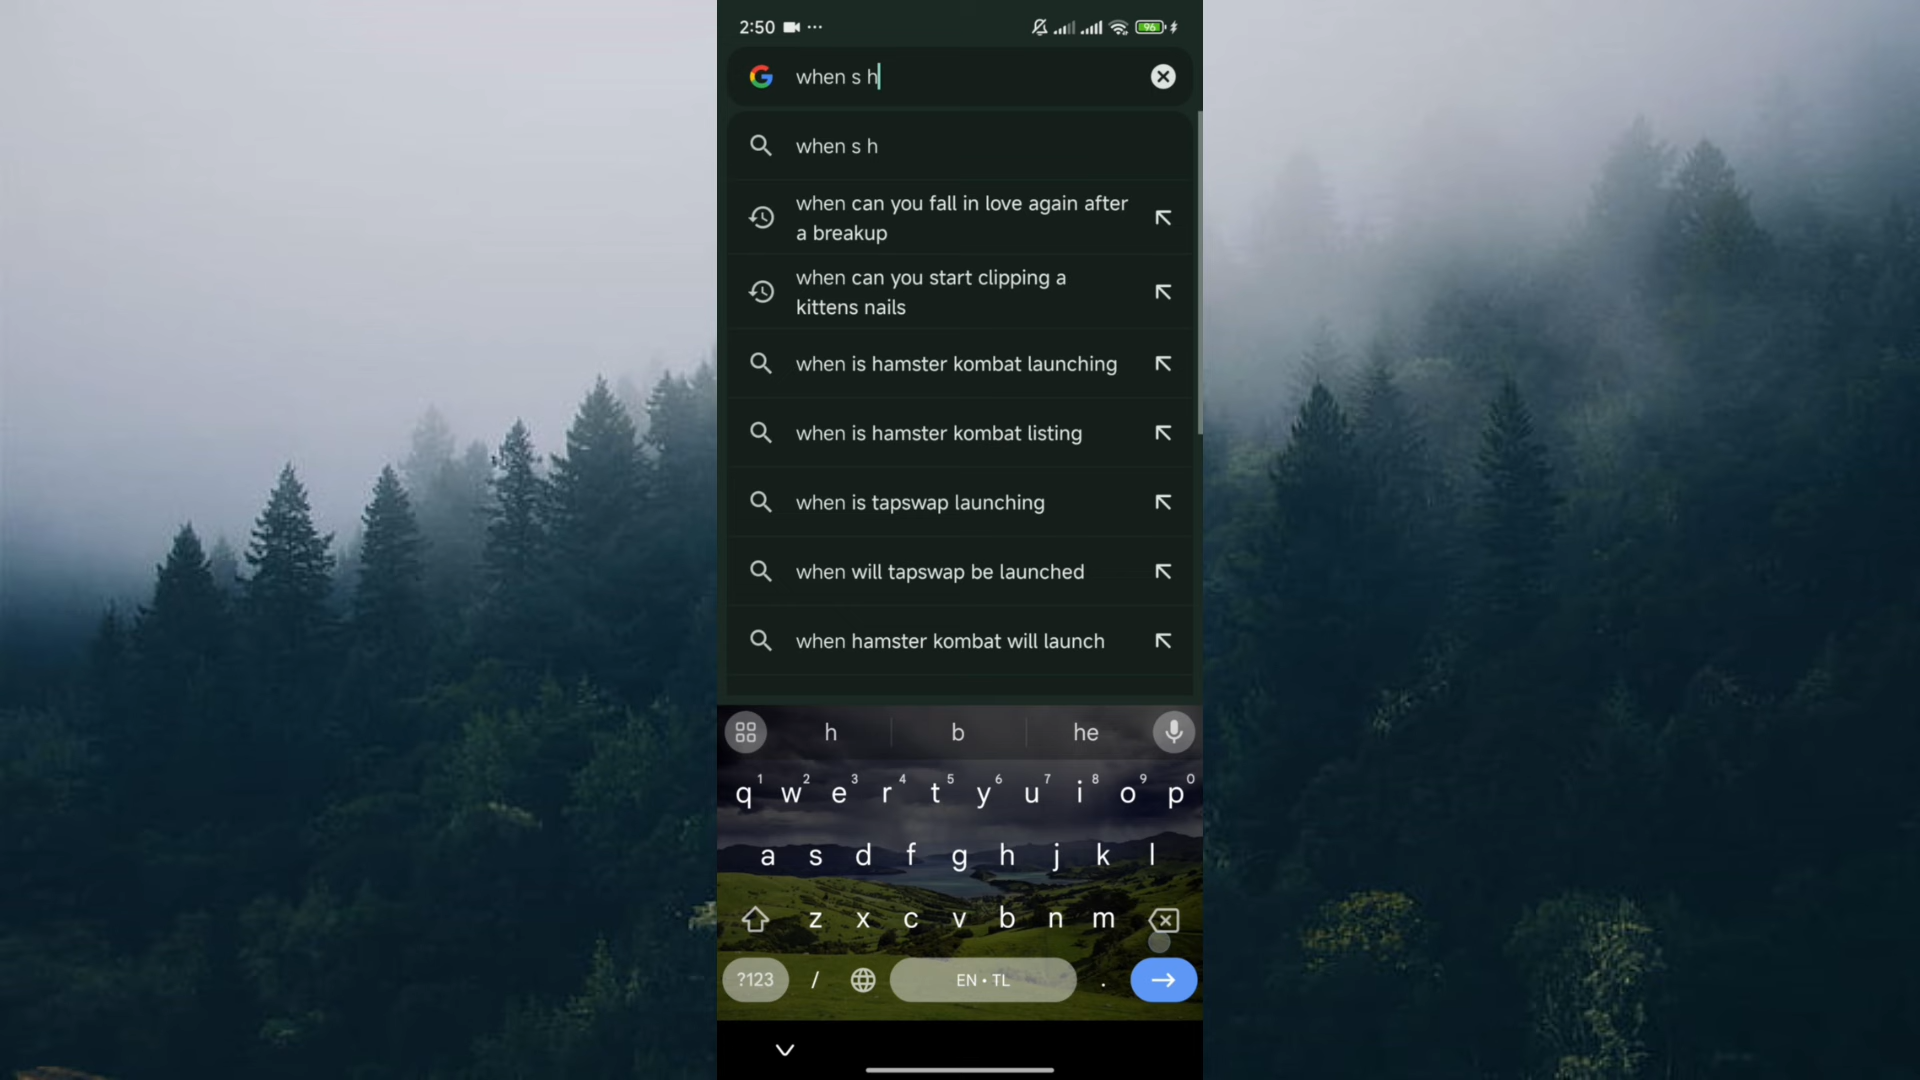 2:50 ...
96
when s h
when s h
when can you fall in love again after
a breakup
when can you start clipping a
kittens nails
when is hamster kombat launching
when is hamster kombat listing
when is tapswap launching
when will tapswap be launched
when hamster kombat will launch
h b he
1 2 3 4 5 6 7 8 9 0
q w e r t y u i o p
a s d f g h j k l
z x c v b n m
?123 / EN • TL .